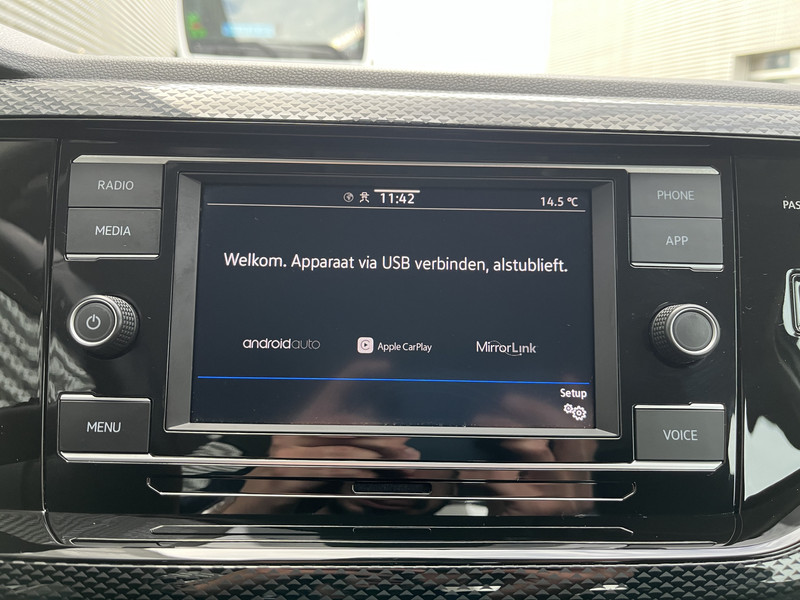 RADIO
MEDIA
MENU
11:42
14.5 °C
Welkom. Apparaat via USB verbinden, alstublieft.
androidauto
Apple CarPlay
MirrorLink
Setup
PHONE
APP
VOICE
PAS